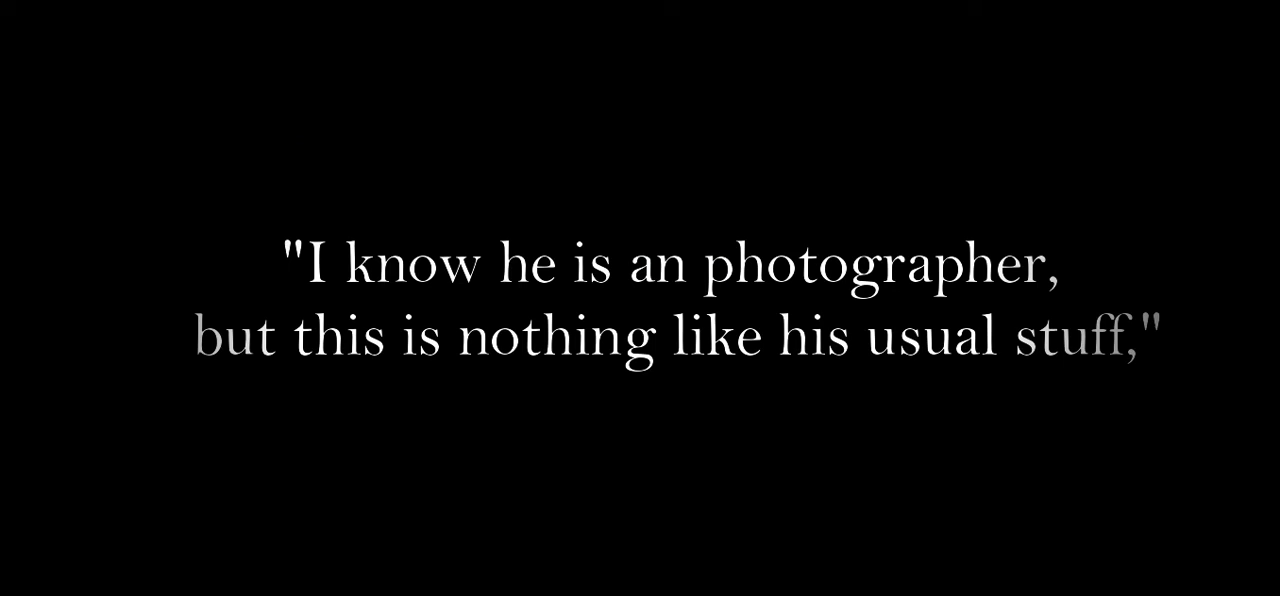 "I know he is an photographer,
but this is nothing like his usual stuff,"